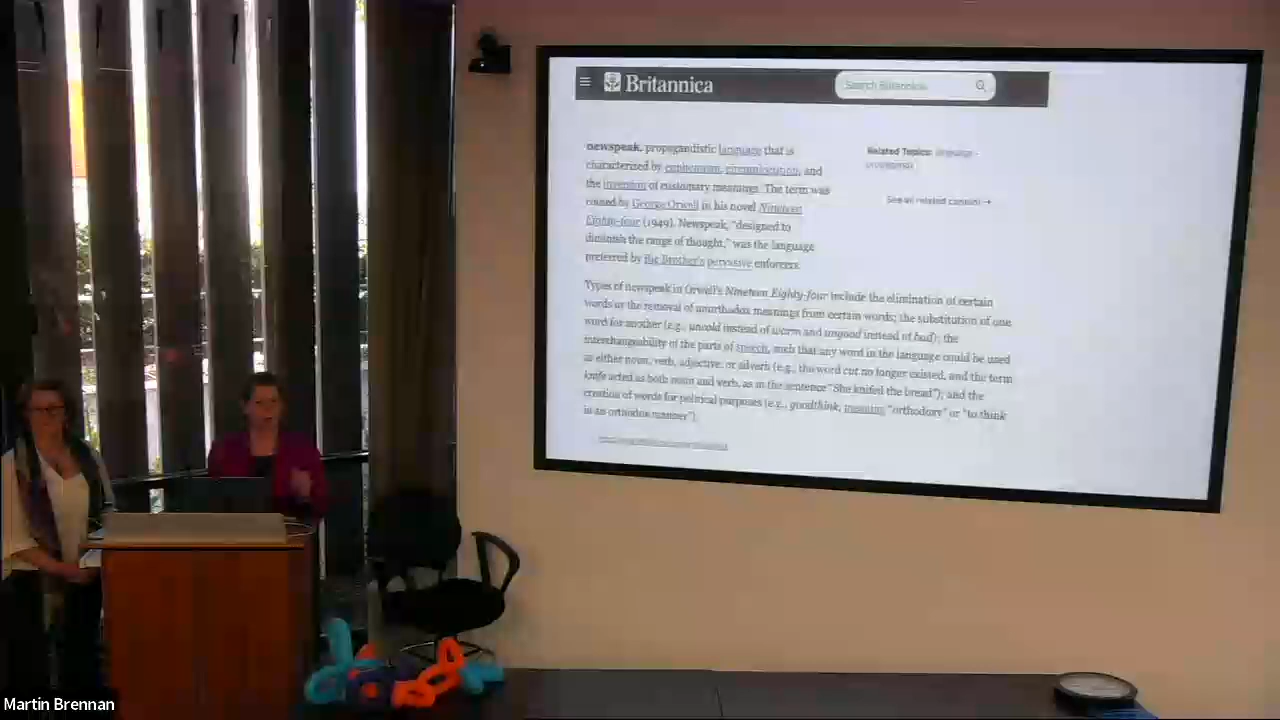 Britannica
Search Britannica
newspeak, propagandistic language that is
characterized by euphemism, circumlocution, and
the inversion of customary meanings. The term was
coined by George Orwell in his novel Nineteen
Eighty-four (1949). Newspeak, "designed to
diminish the range of thought," was the language
preferred by Big Brother's pervasive enforcers.
Related Topics: language
See all related content →
Types of newspeak in Orwell's Nineteen Eighty-four include the elimination of certain
words or the removal of unorthodox meanings from certain words; the substitution of one
word for another (e.g., uncold instead of warm and ungood instead of bad); the
interchangeability of the parts of speech, such that any word in the language could be used
as either noun, verb, adjective, or adverb (e.g., the word cut no longer existed, and the term
knife acted as both noun and verb, as in the sentence "She knifed the bread"); and the
creation of words for political purposes (e.g., goodthink, meaning "orthodoxy" or "to think
in an orthodox manner").
Martin Brennan